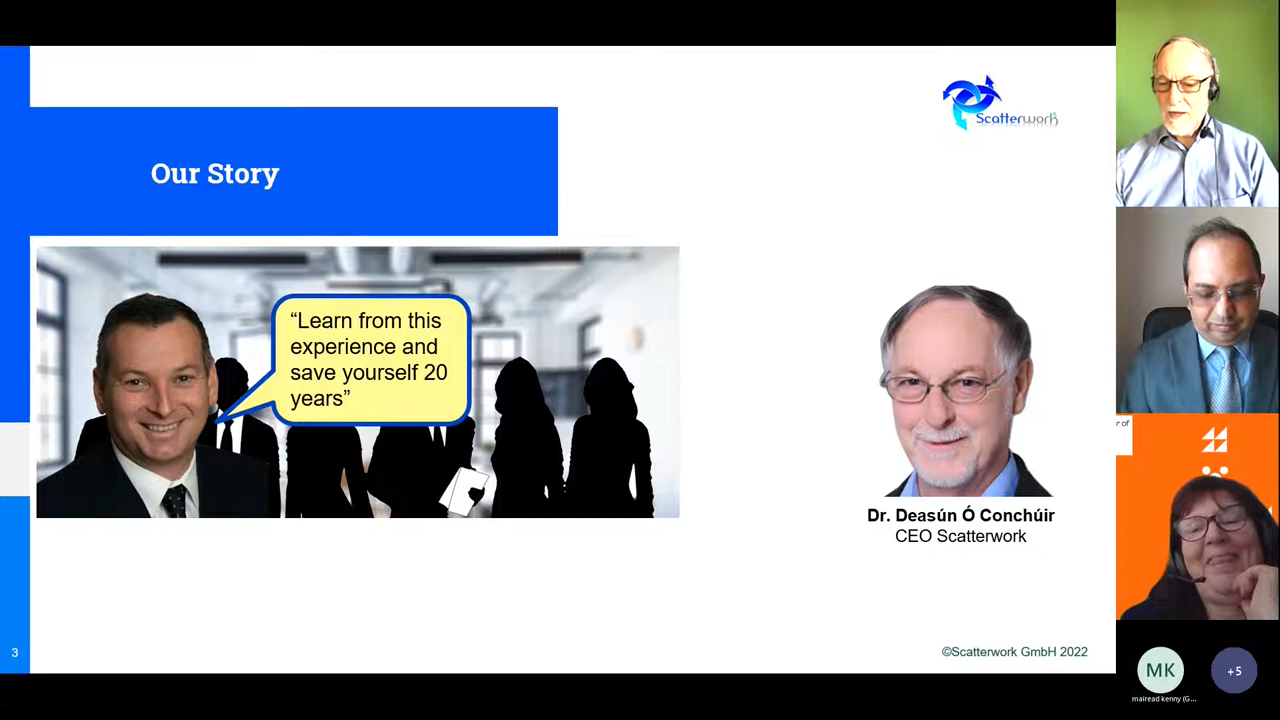 Scatterwork
Our Story
“Learn from this
experience and
save yourself 20
years”
Dr. Deasún Ó Conchúir
CEO Scatterwork
3
©Scatterwork GmbH 2022
r of
MK
+5
mairead kenny (G...